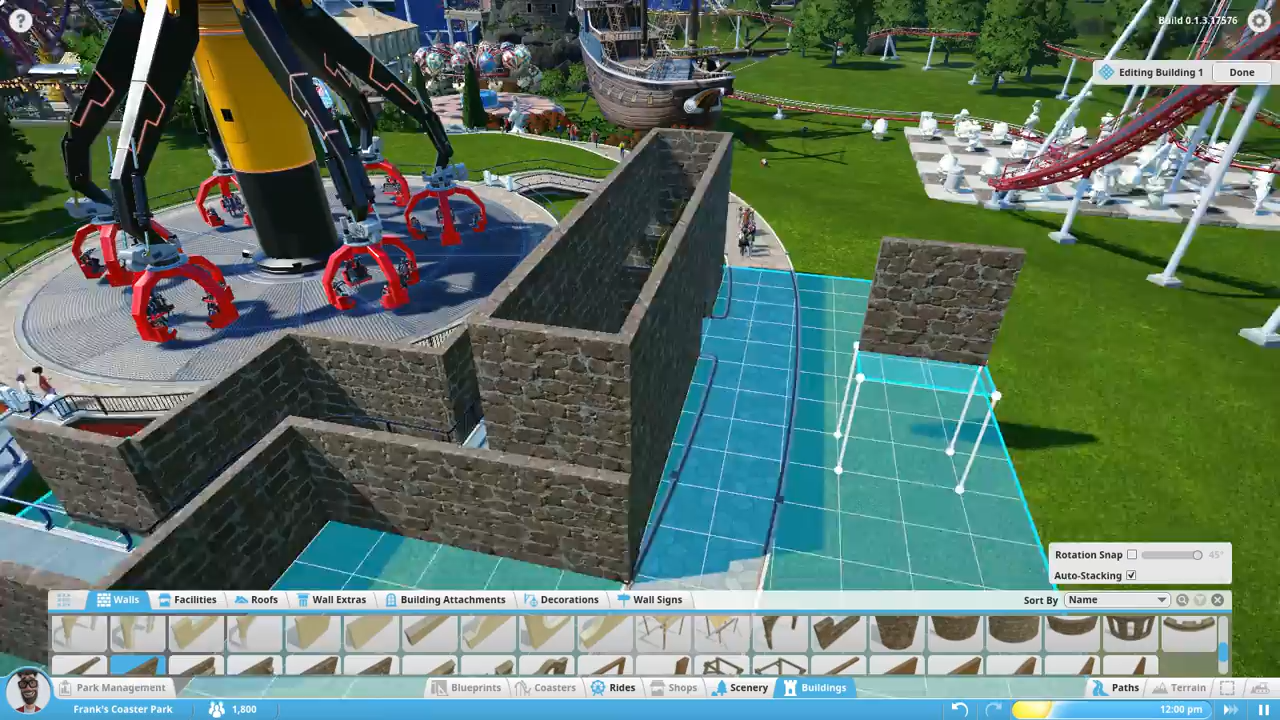 ?
Build 0.1.3.17576
Editing Building 1
Done
Rotation Snap
45°
Auto-Stacking
Walls
Facilities
Roofs
Wall Extras
Building Attachments
Decorations
Wall Signs
Sort By
Name
Park Management
Blueprints
Coasters
Rides
Shops
Scenery
Buildings
Paths
Terrain
Frank's Coaster Park
1,800
12:00 pm